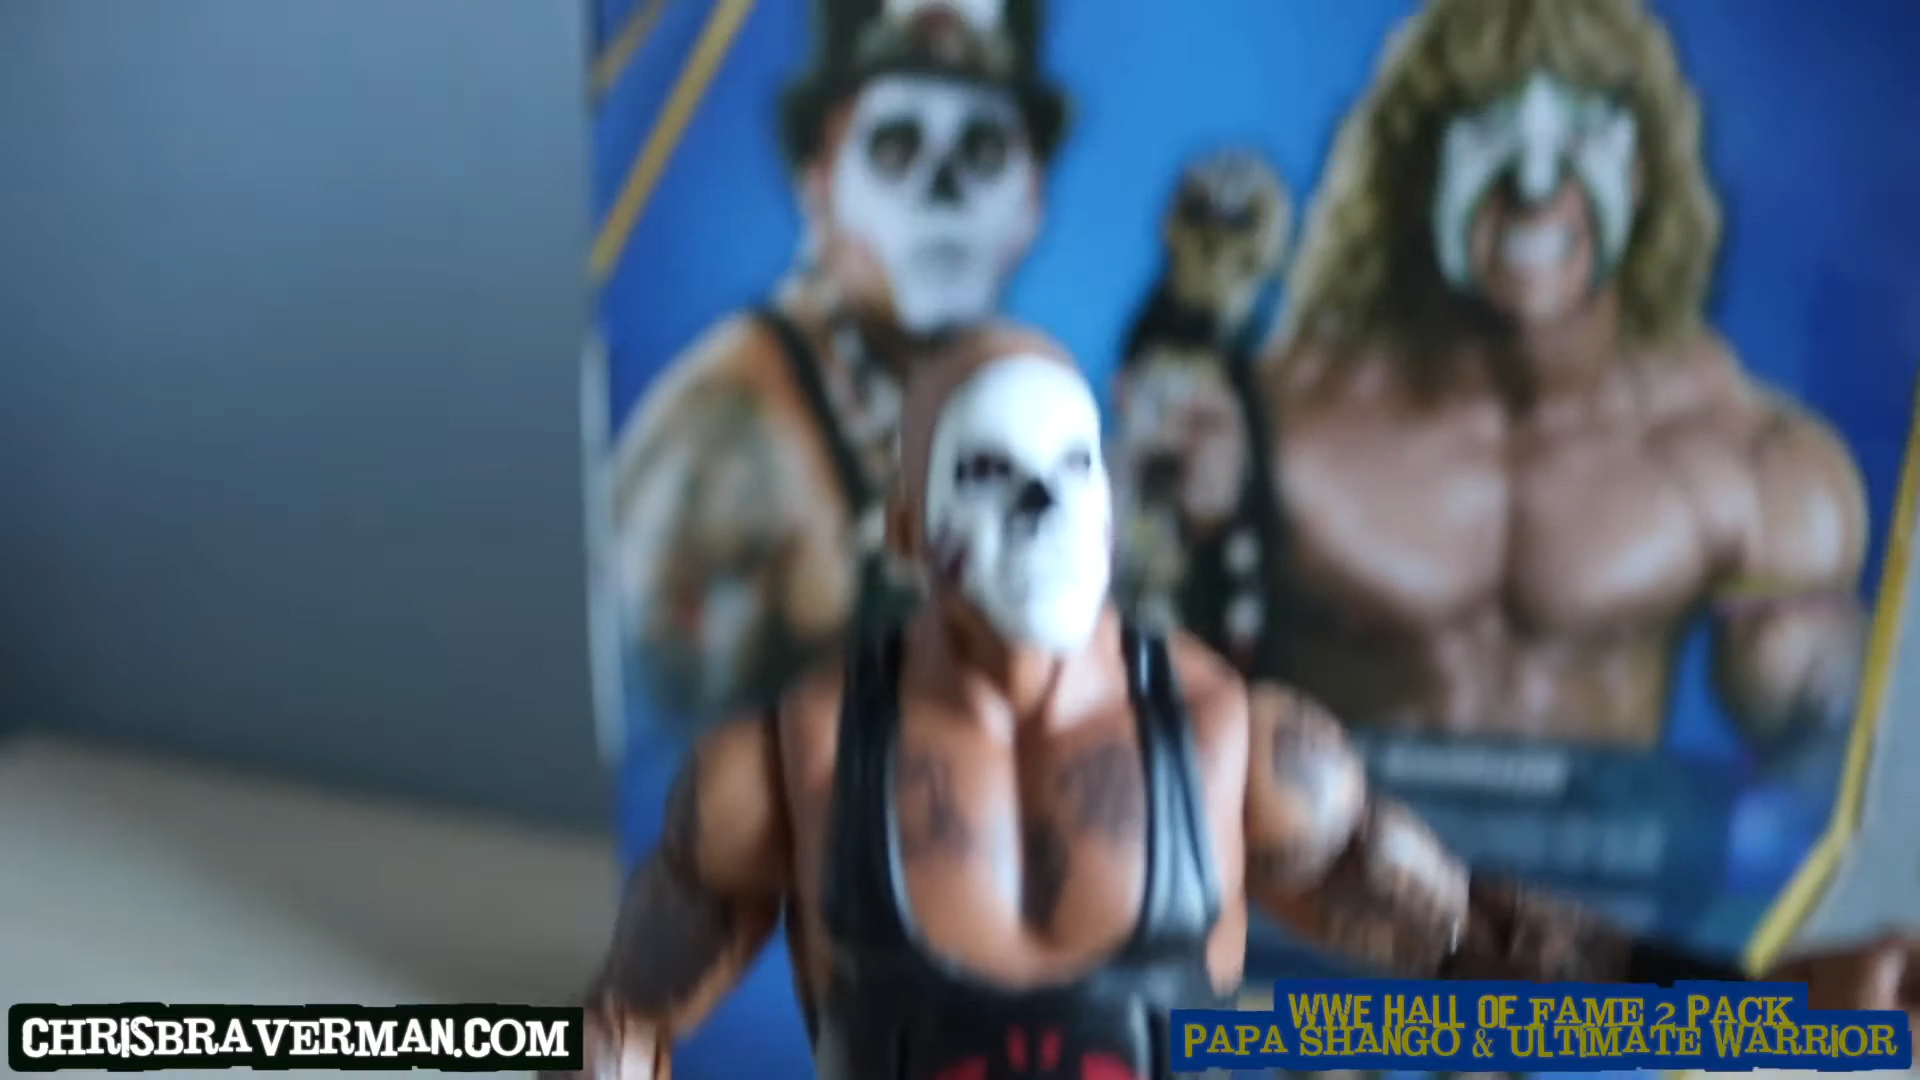 CHRISBRAVERMAN.COM
WWE HALL OF FAME 2 PACK
PAPA SHANGO & ULTIMATE WARRIOR